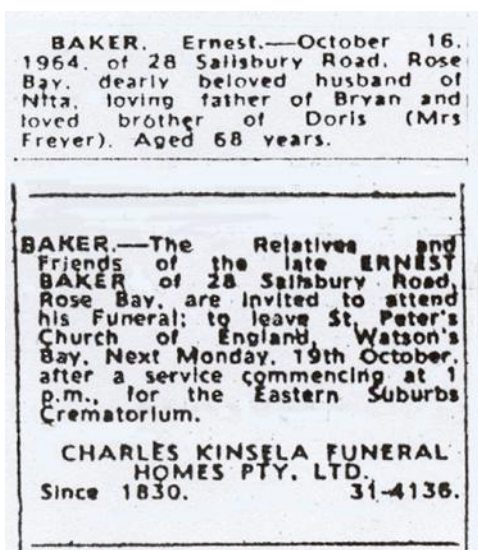 BAKER, Ernest.—October 16,
1964, of 28 Salisbury Road, Rose
Bay, dearly beloved husband of
Nita, loving father of Bryan and
loved brother of Doris (Mrs
Freyer). Aged 68 years.
BAKER.—The Relatives and
Friends of the late ERNEST
BAKER of 28 Salisbury Road,
Rose Bay, are invited to attend
his Funeral; to leave St. Peter's
Church of England, Watson's
Bay, Next Monday, 19th October,
after a service commencing at 1
p.m., for the Eastern Suburbs
Crematorium.
CHARLES KINSELA FUNERAL
HOMES PTY. LTD.
Since 1830. 31-4136.